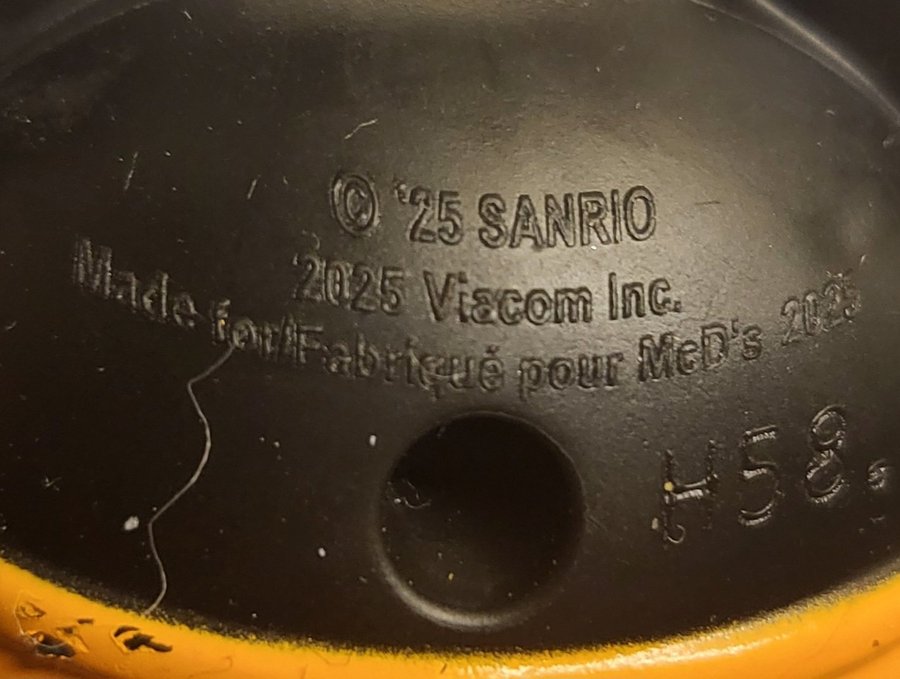 © '25 SANRIO
2025 Viacom Inc.
Made for/Fabriqué pour McD's 2025
H58.